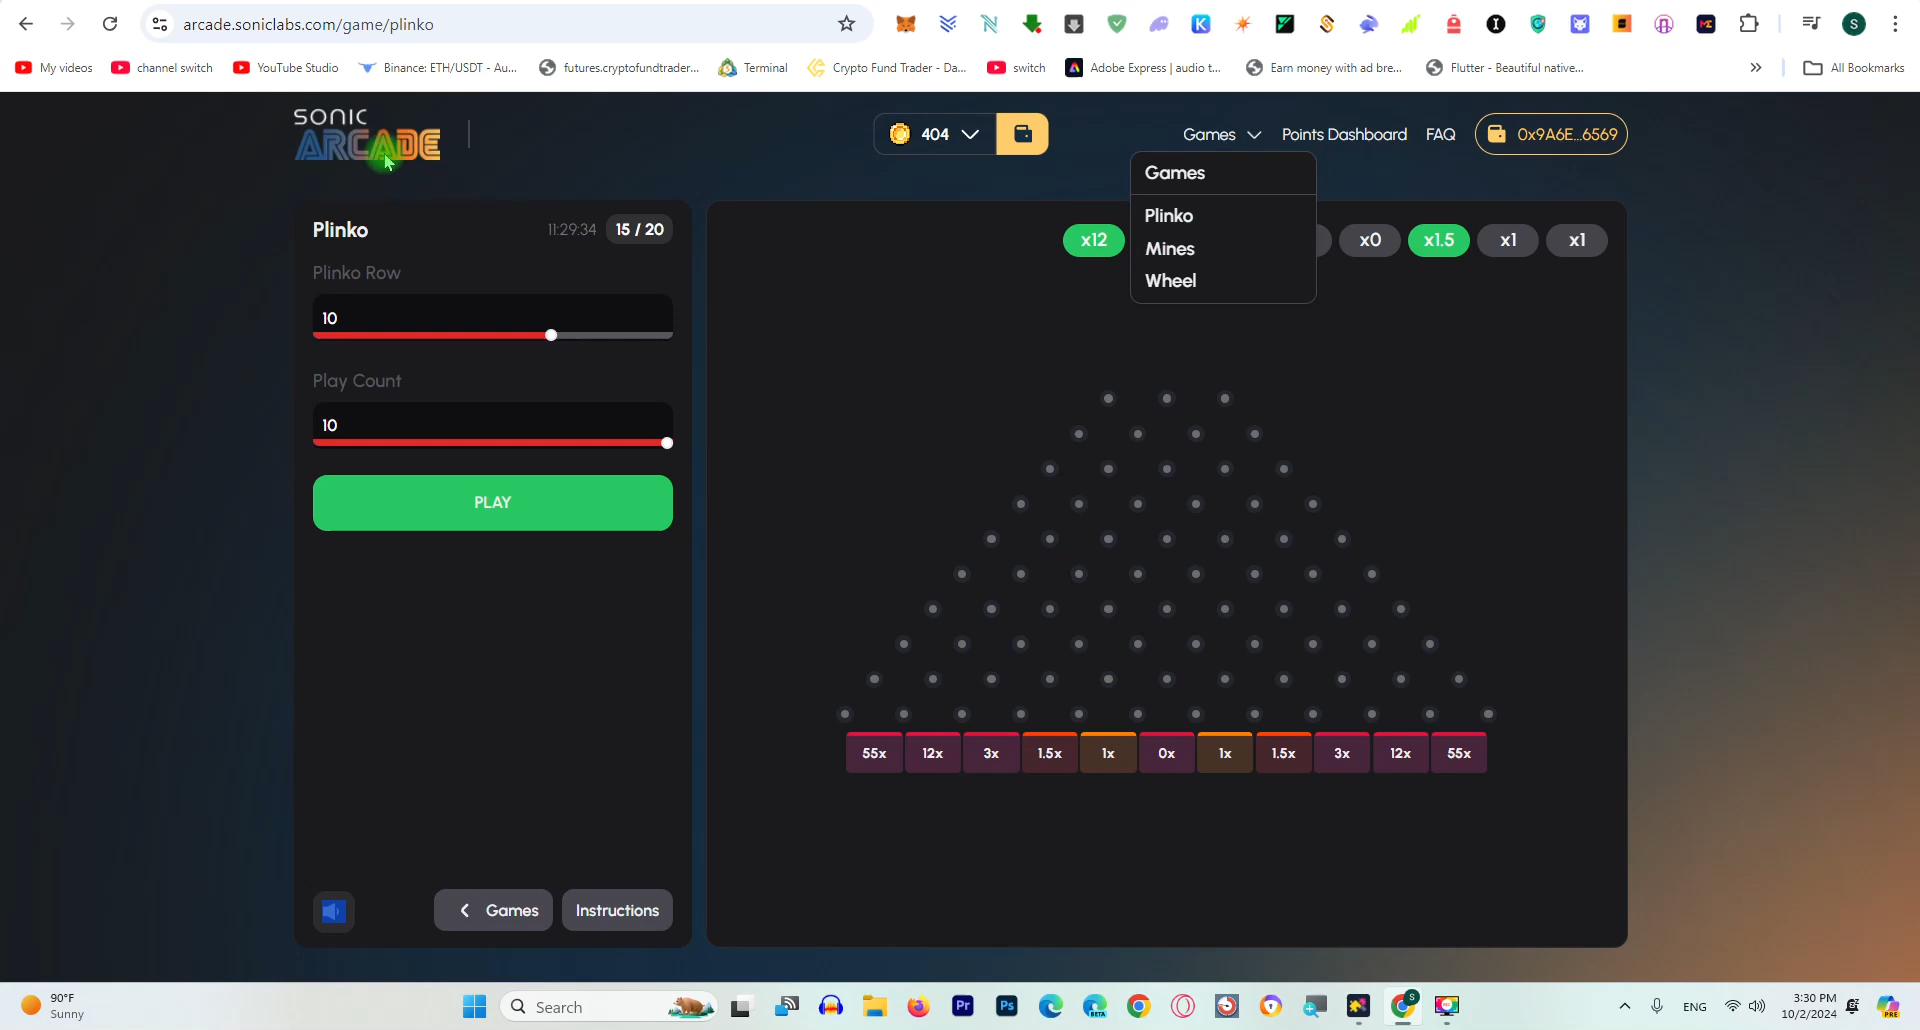 arcade.soniclabs.com/game/plinko
My videos
channel switch
YouTube Studio
Binance: ETH/USDT - Au...
futures.cryptofundtrader...
Terminal
Crypto Fund Trader - Da...
switch
Adobe Express | audio t...
Earn money with ad bre...
Flutter - Beautiful native...
All Bookmarks
SONIC
ARCADE
404
Games
Points Dashboard
FAQ
0x9A6E...6569
Games
Plinko
Mines
Wheel
Plinko
11:29:34
15 / 20
Plinko Row
10
Play Count
10
PLAY
Games
Instructions
x12
x0
x1.5
x1
x1
55x
12x
3x
1.5x
1x
0x
1x
1.5x
3x
12x
55x
90°F
Sunny
Search
Pr
Ps
BETA
S
ENG
3:30 PM
10/2/2024
PRE